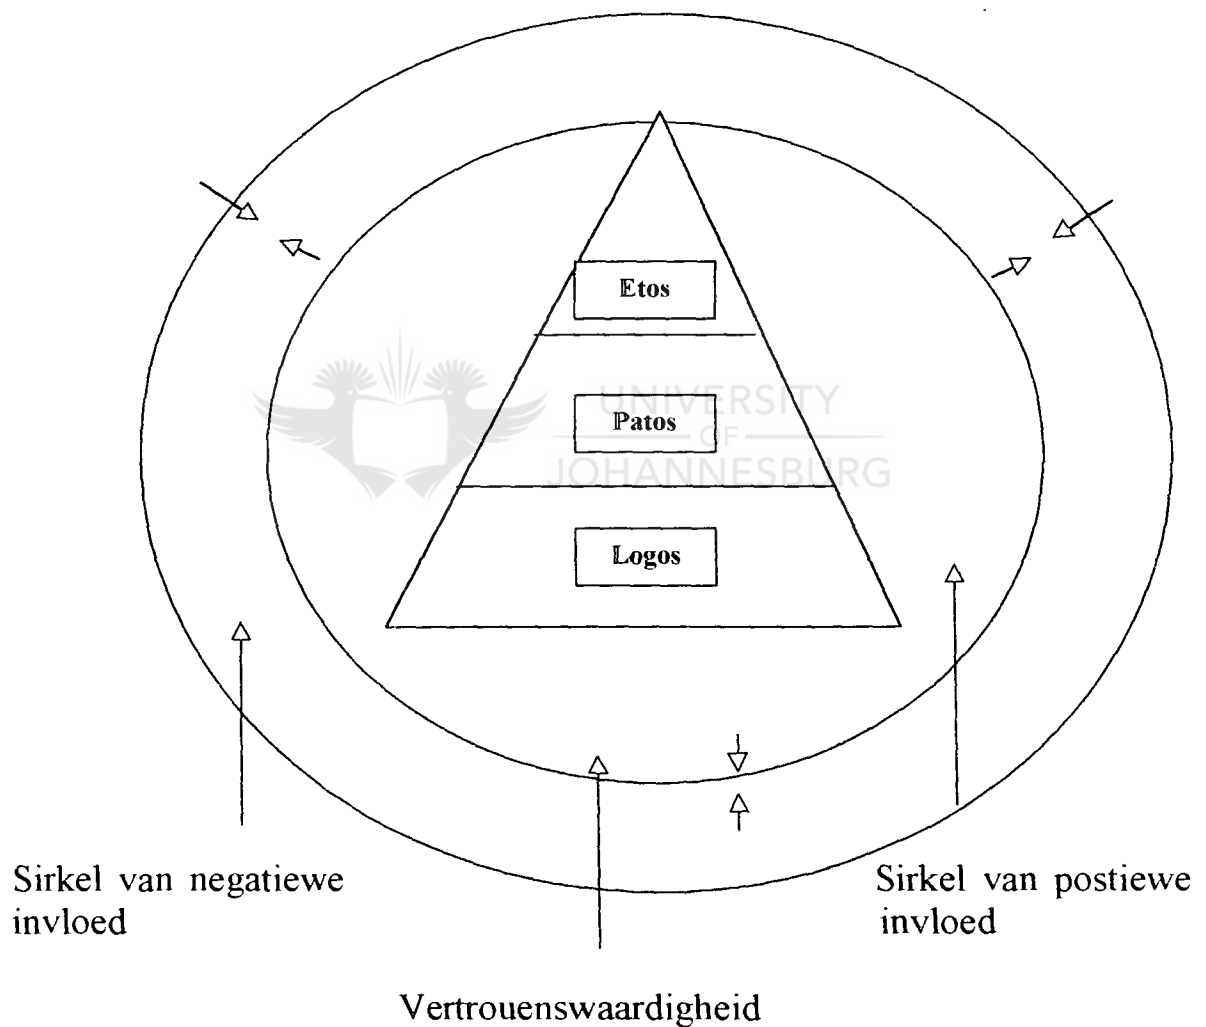 Etos
UNIVERSITY
Patos
OF
JOHANNESBURG
Logos
Sirkel van negatiewe
invloed
Sirkel van postiewe
invloed
Vertrouenswaardigheid